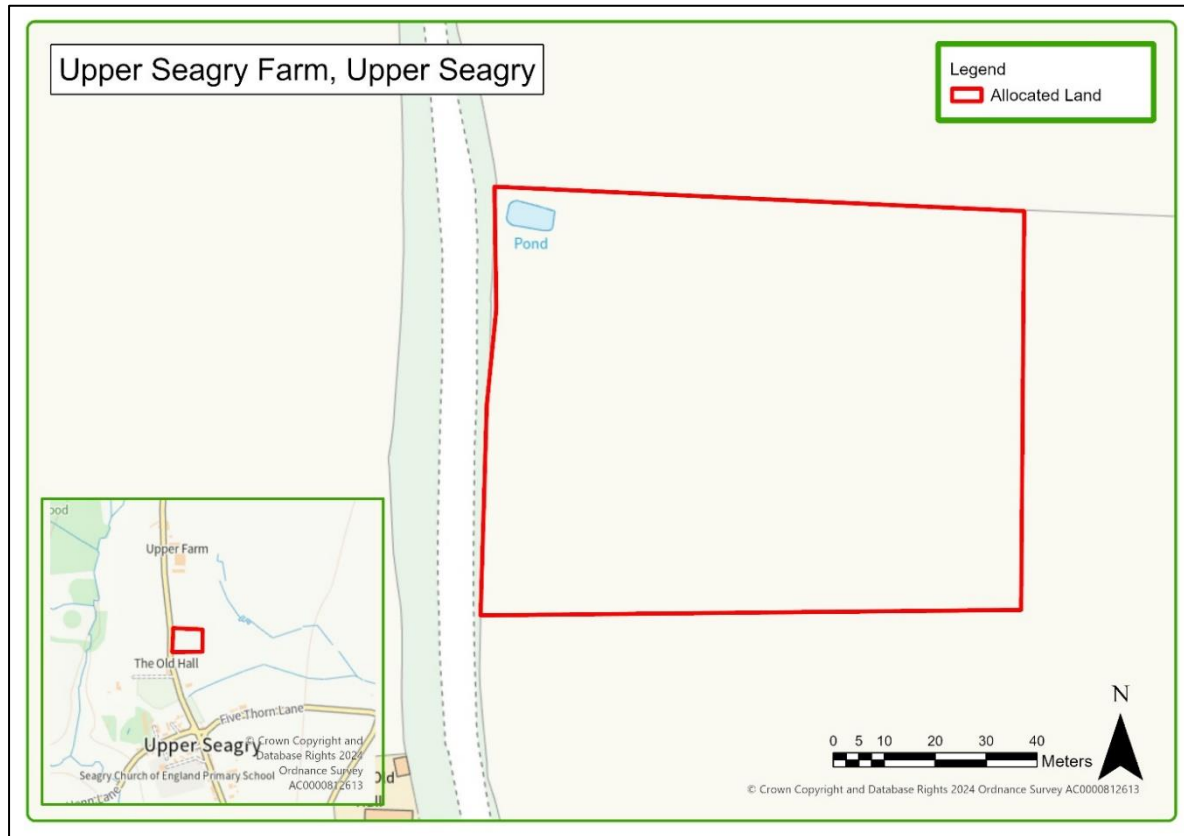 Upper Seagry Farm, Upper Seagry
Legend
Allocated Land
Pond
Upper Farm
The Old Hall
Five Thorn Lane
Upper Seagry
Seagry Church of England Primary School
© Crown Copyright and
Database Rights 2024
Ordnance Survey
AC0000812613
Old
N
0 5 10 20 30 40
Meters
© Crown Copyright and Database Rights 2024 Ordnance Survey AC0000812613